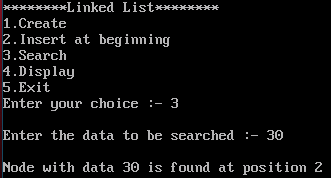 ********Linked List********
1.Create
2.Insert at beginning
3.Search
4.Display
5.Exit
Enter your choice :- 3
Enter the data to be searched :- 30
Node with data 30 is found at position 2